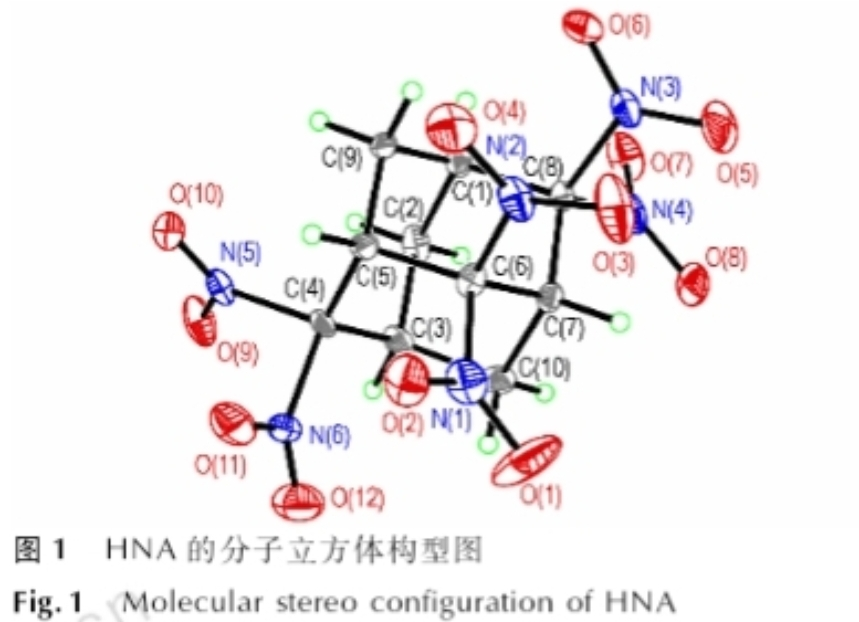 O(6)
N(3)
O(4)
N(2)
O(5)
C(9)
C(8)
O(7)
C(1)
O(10)
C(2)
N(4)
N(5)
O(3)
O(8)
C(5)
C(6)
C(4)
C(7)
O(9)
C(3)
C(10)
O(2)
N(1)
N(6)
O(11)
O(12)
O(1)
图 1 HNA 的分子立方体构型图
Fig. 1 Molecular stereo configuration of HNA